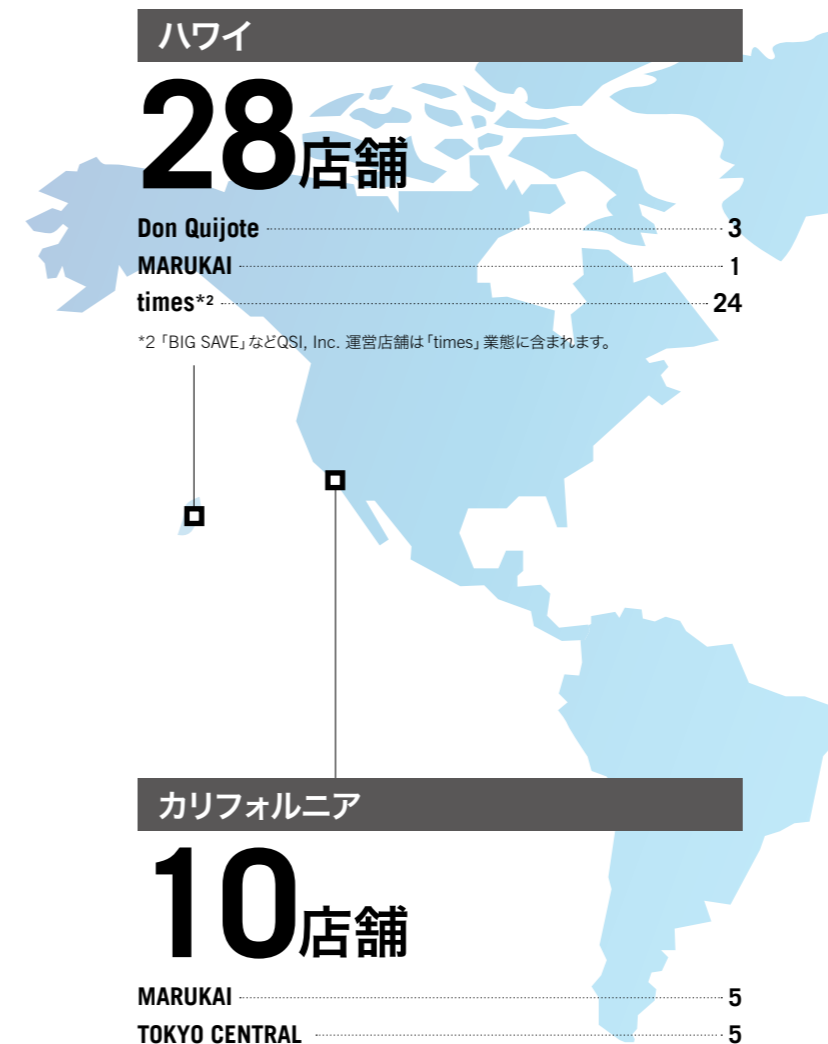 ハワイ
28店舗
Don Quijote 3
MARUKAI 1
times*2 24
*2 「BIG SAVE」などQSI, Inc. 運営店舗は「times」業態に含まれます。
カリフォルニア
10店舗
MARUKAI 5
TOKYO CENTRAL 5